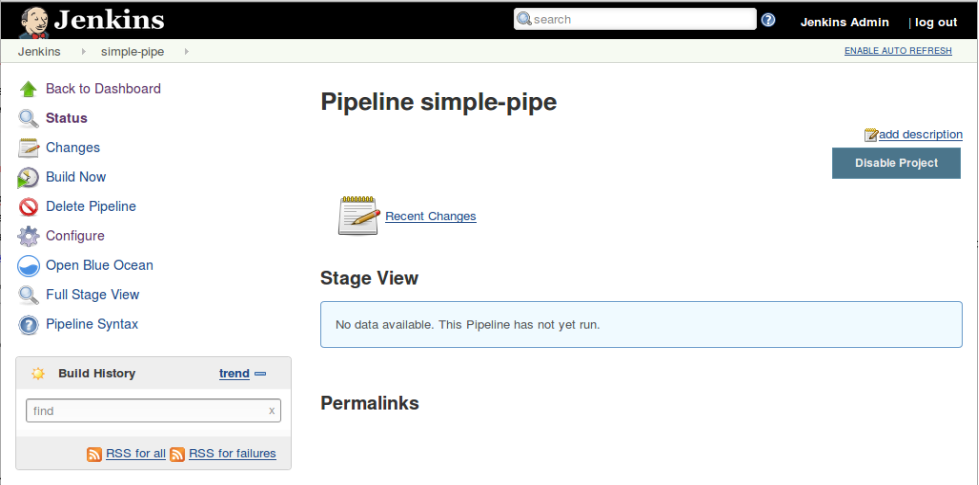 Jenkins
search
?
Jenkins Admin
| log out
Jenkins
simple-pipe
ENABLE AUTO REFRESH
Back to Dashboard
Status
Changes
Build Now
Delete Pipeline
Configure
Open Blue Ocean
Full Stage View
? Pipeline Syntax
Build History
trend
find
x
RSS for all
RSS for failures
Pipeline simple-pipe
add description
Disable Project
Recent Changes
Stage View
No data available. This Pipeline has not yet run.
Permalinks